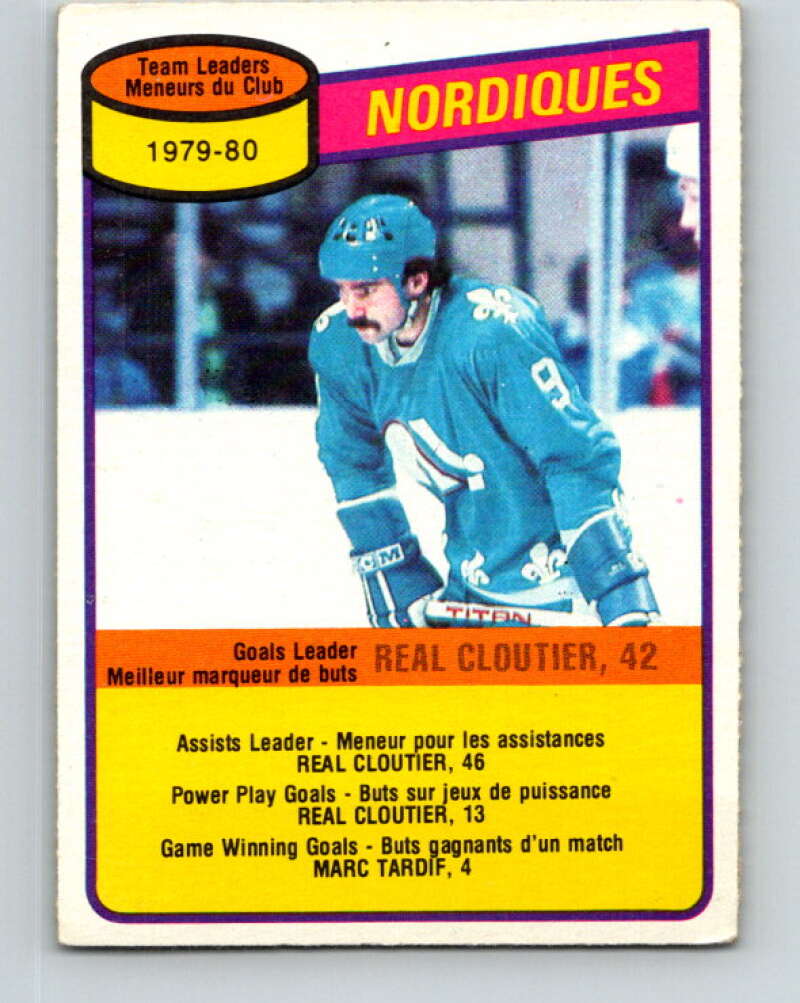 Team Leaders
Meneurs du Club
1979-80
NORDIQUES
9
CCM
TITAN
Goals Leader
Meilleur marqueur de buts
REAL CLOUTIER, 42
Assists Leader - Meneur pour les assistances
REAL CLOUTIER, 46
Power Play Goals - Buts sur jeux de puissance
REAL CLOUTIER, 13
Game Winning Goals - Buts gagnants d'un match
MARC TARDIF, 4